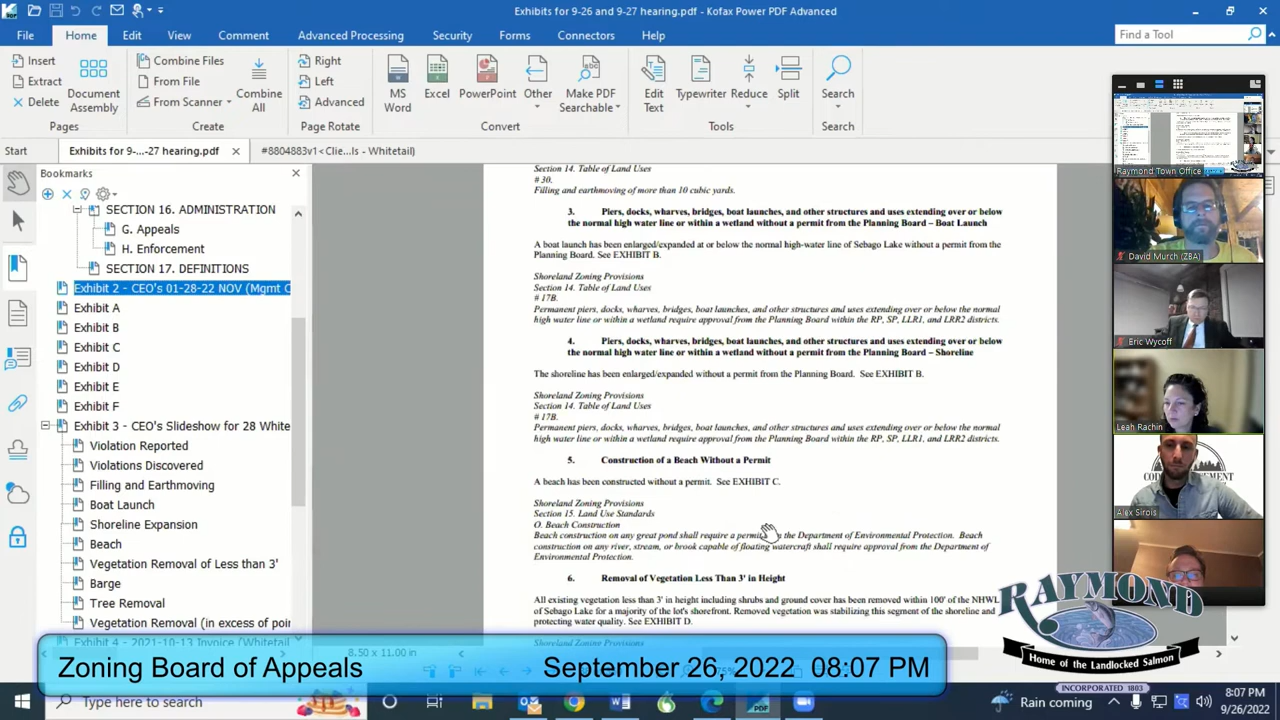 Exhibits for 9-26 and 9-27 hearing.pdf - Kofax Power PDF Advanced
File Home Edit View Comment Advanced Processing Security Forms Connectors Help
Find a Tool
Insert
Extract
Delete
Pages
Document
Assembly
Combine Files
From File
From Scanner
Combine
All
Create
Right
Left
Advanced
Page Rotate
MS
Word
Excel
PowerPoint
Other
Make PDF
Searchable
Convert
Edit
Text
Typewriter
Reduce
Split
Tools
Search
Search
Start
Exhibits for 9-...-27 hearing.pdf
#8804883v1 - Clie...ls - Whitetail
Bookmarks
SECTION 16. ADMINISTRATION
G. Appeals
H. Enforcement
SECTION 17. DEFINITIONS
Exhibit 2 - CEO's 01-28-22 NOV (Mgmt C
Exhibit A
Exhibit B
Exhibit C
Exhibit D
Exhibit E
Exhibit F
Exhibit 3 - CEO's Slideshow for 28 White
Violation Reported
Violations Discovered
Filling and Earthmoving
Boat Launch
Shoreline Expansion
Beach
Vegetation Removal of Less than 3'
Barge
Tree Removal
Vegetation Removal (in excess of poin
Exhibit 4 - 2021-10-13 Invoice (Whitetail
Section 14. Table of Land Uses
# 30.
Filling and earthmoving of more than 10 cubic yards.
3. Piers, docks, wharves, bridges, boat launches, and other structures and uses extending over or below
the normal high water line or within a wetland without a permit from the Planning Board – Boat Launch
A boat launch has been enlarged/expanded at or below the normal high-water line of Sebago Lake without a permit from the
Planning Board. See EXHIBIT B.
Shoreland Zoning Provisions
Section 14. Table of Land Uses
# 17B.
Permanent piers, docks, wharves, bridges, boat launches, and other structures and uses extending over or below the normal
high water line or within a wetland require approval from the Planning Board within the RP, SP, LLR1, and LRR2 districts.
4. Piers, docks, wharves, bridges, boat launches, and other structures and uses extending over or below
the normal high water line or within a wetland without a permit from the Planning Board – Shoreline
The shoreline has been enlarged/expanded without a permit from the Planning Board. See EXHIBIT B.
Shoreland Zoning Provisions
Section 14. Table of Land Uses
# 17B.
Permanent piers, docks, wharves, bridges, boat launches, and other structures and uses extending over or below the normal
high water line or within a wetland require approval from the Planning Board within the RP, SP, LLR1, and LRR2 districts.
5. Construction of a Beach Without a Permit
A beach has been constructed without a permit. See EXHIBIT C.
Shoreland Zoning Provisions
Section 15. Land Use Standards
O. Beach Construction
Beach construction on any great pond shall require a permit the Department of Environmental Protection. Beach
construction on any river, stream, or brook capable of floating watercraft shall require approval from the Department of
Environmental Protection.
6. Removal of Vegetation Less Than 3' in Height
All existing vegetation less than 3' in height including shrubs and ground cover has been removed within 100' of the NHWL
of Sebago Lake for a majority of the lot's shorefront. Removed vegetation was stabilizing this segment of the shoreline and
protecting water quality. See EXHIBIT D.
Shoreland Zoning Provisions
8.50 x 11.00 in
Raymond Town Office
David Murch (ZBA)
Eric Wycoff
Leah Rachin
Alex Sirois
RAYMOND
Home of the Landlocked Salmon
INCORPORATED 1803
Zoning Board of Appeals September 26, 2022 08:07 PM
Type here to search
PDF
Rain coming
8:07 PM
9/26/2022